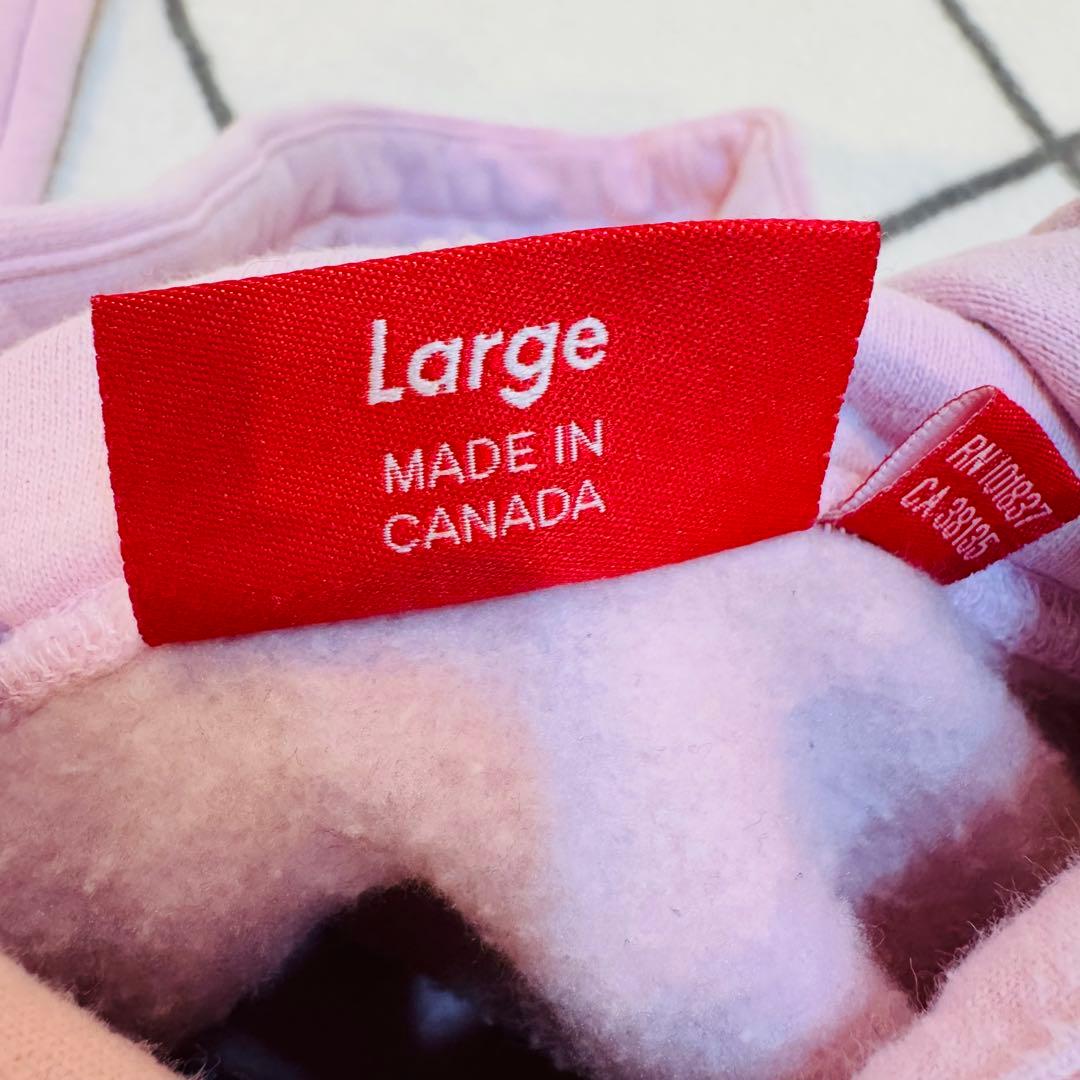 Large
MADE IN
CANADA
RN 101837
CA 38135